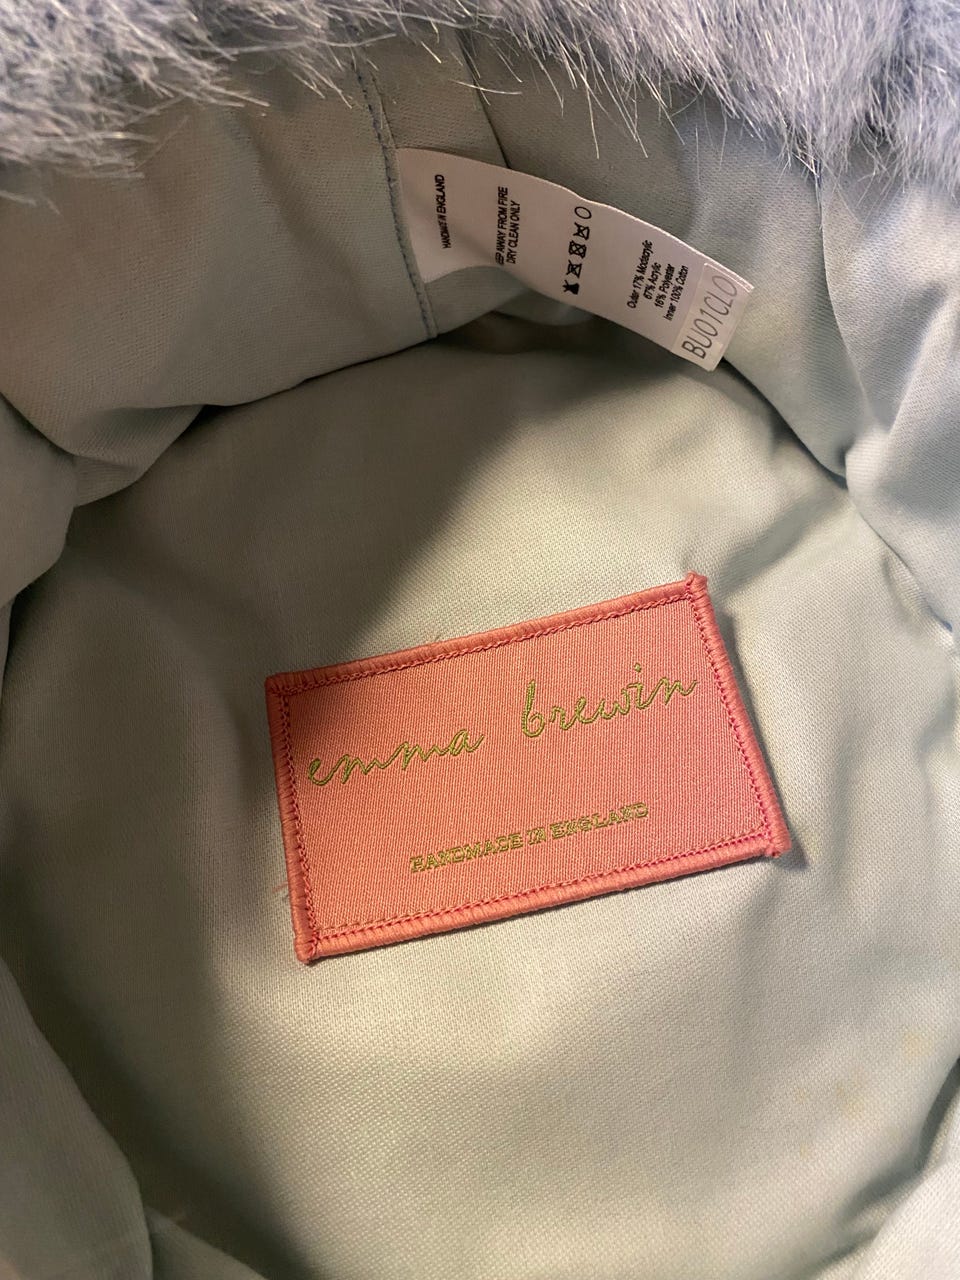 HANDMADE IN ENGLAND
KEEP AWAY FROM FIRE
DRY CLEAN ONLY
Outer 17% Modacrylic
67% Acrylic
16% Polyester
Inner 100% Cotton
BU01CLO
emma brewin
HANDMADE IN ENGLAND